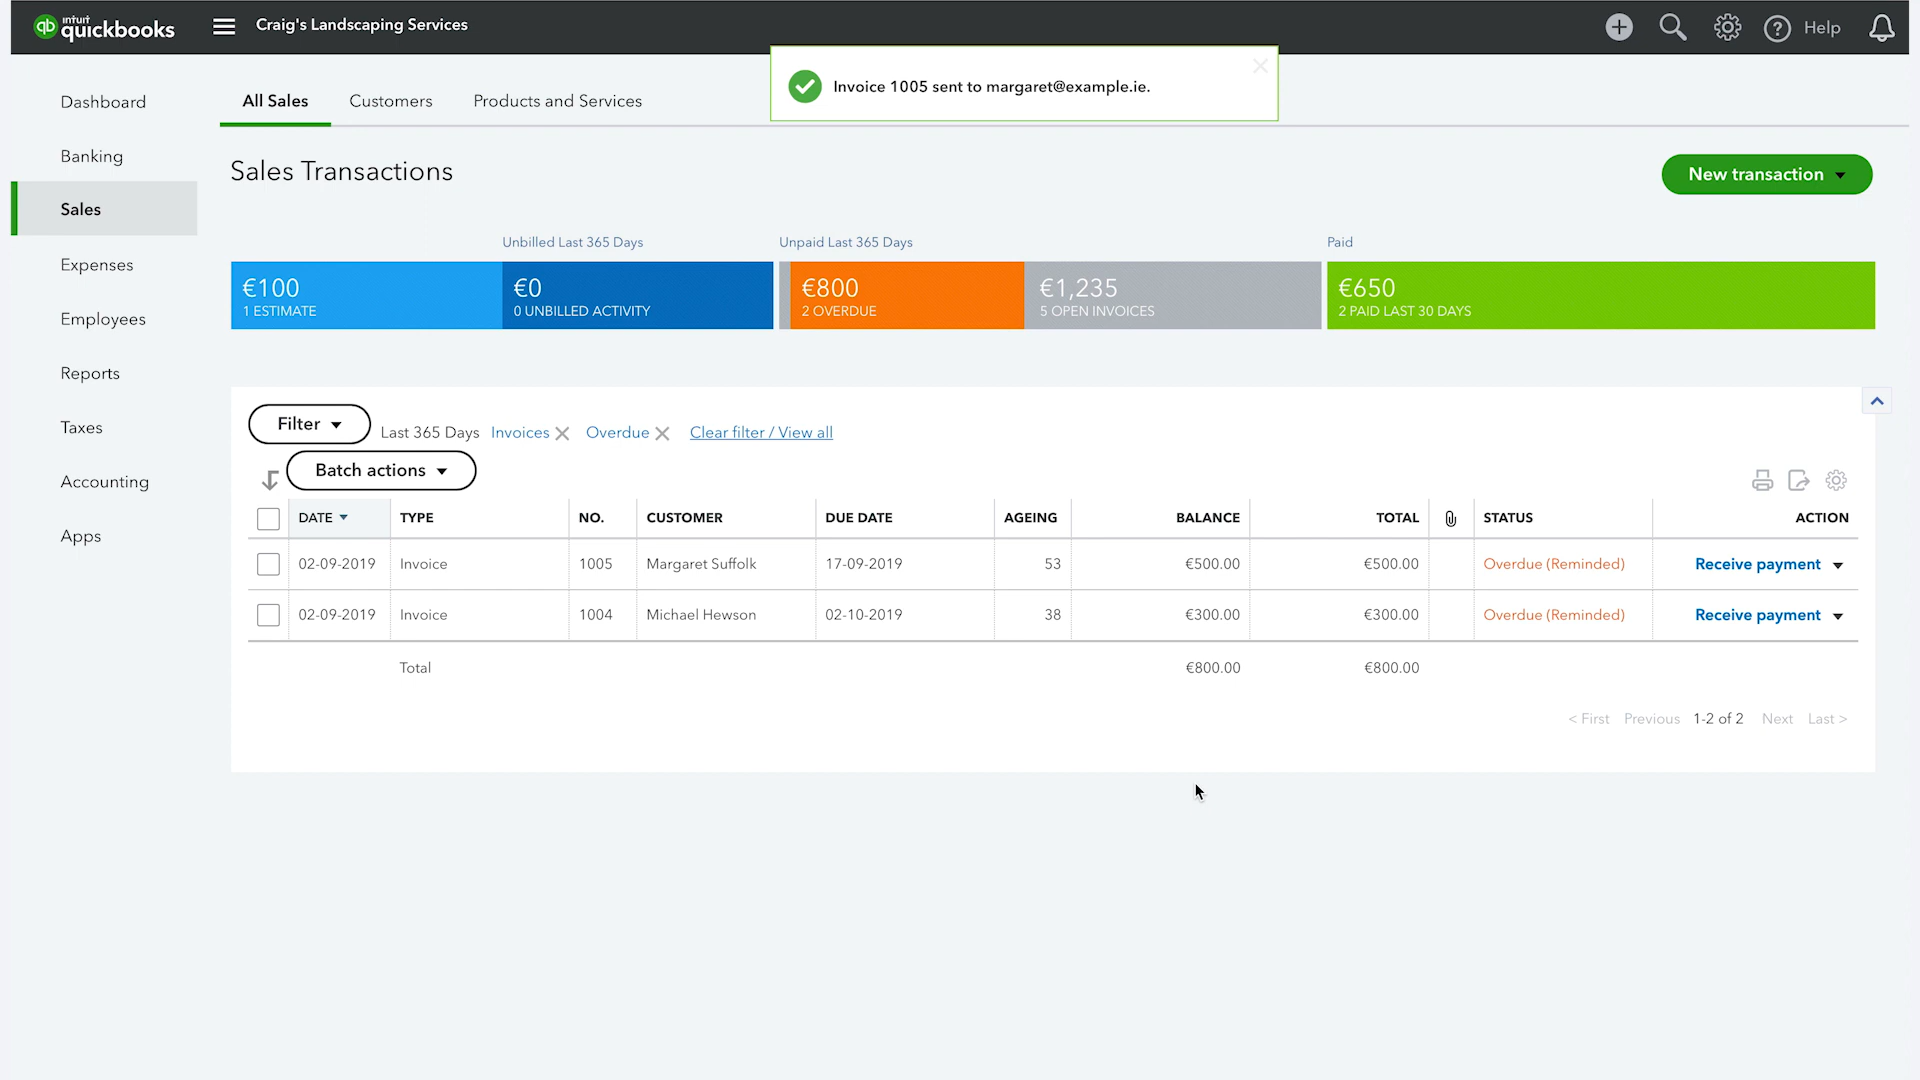 intuit quickbooks
Craig's Landscaping Services
Help
Invoice 1005 sent to margaret@example.ie.
Dashboard
Banking
Sales
Expenses
Employees
Reports
Taxes
Accounting
Apps
All Sales Customers Products and Services
Sales Transactions
New transaction
Unbilled Last 365 Days
Unpaid Last 365 Days
Paid
€100
1 ESTIMATE
€0
0 UNBILLED ACTIVITY
€800
2 OVERDUE
€1,235
5 OPEN INVOICES
€650
2 PAID LAST 30 DAYS
Filter Last 365 Days Invoices Overdue Clear filter / View all
Batch actions
DATE TYPE NO. CUSTOMER DUE DATE AGEING BALANCE TOTAL STATUS ACTION
02-09-2019 Invoice 1005 Margaret Suffolk 17-09-2019 53 €500.00 €500.00 Overdue (Reminded) Receive payment
02-09-2019 Invoice 1004 Michael Hewson 02-10-2019 38 €300.00 €300.00 Overdue (Reminded) Receive payment
Total €800.00 €800.00
< First Previous 1-2 of 2 Next Last >